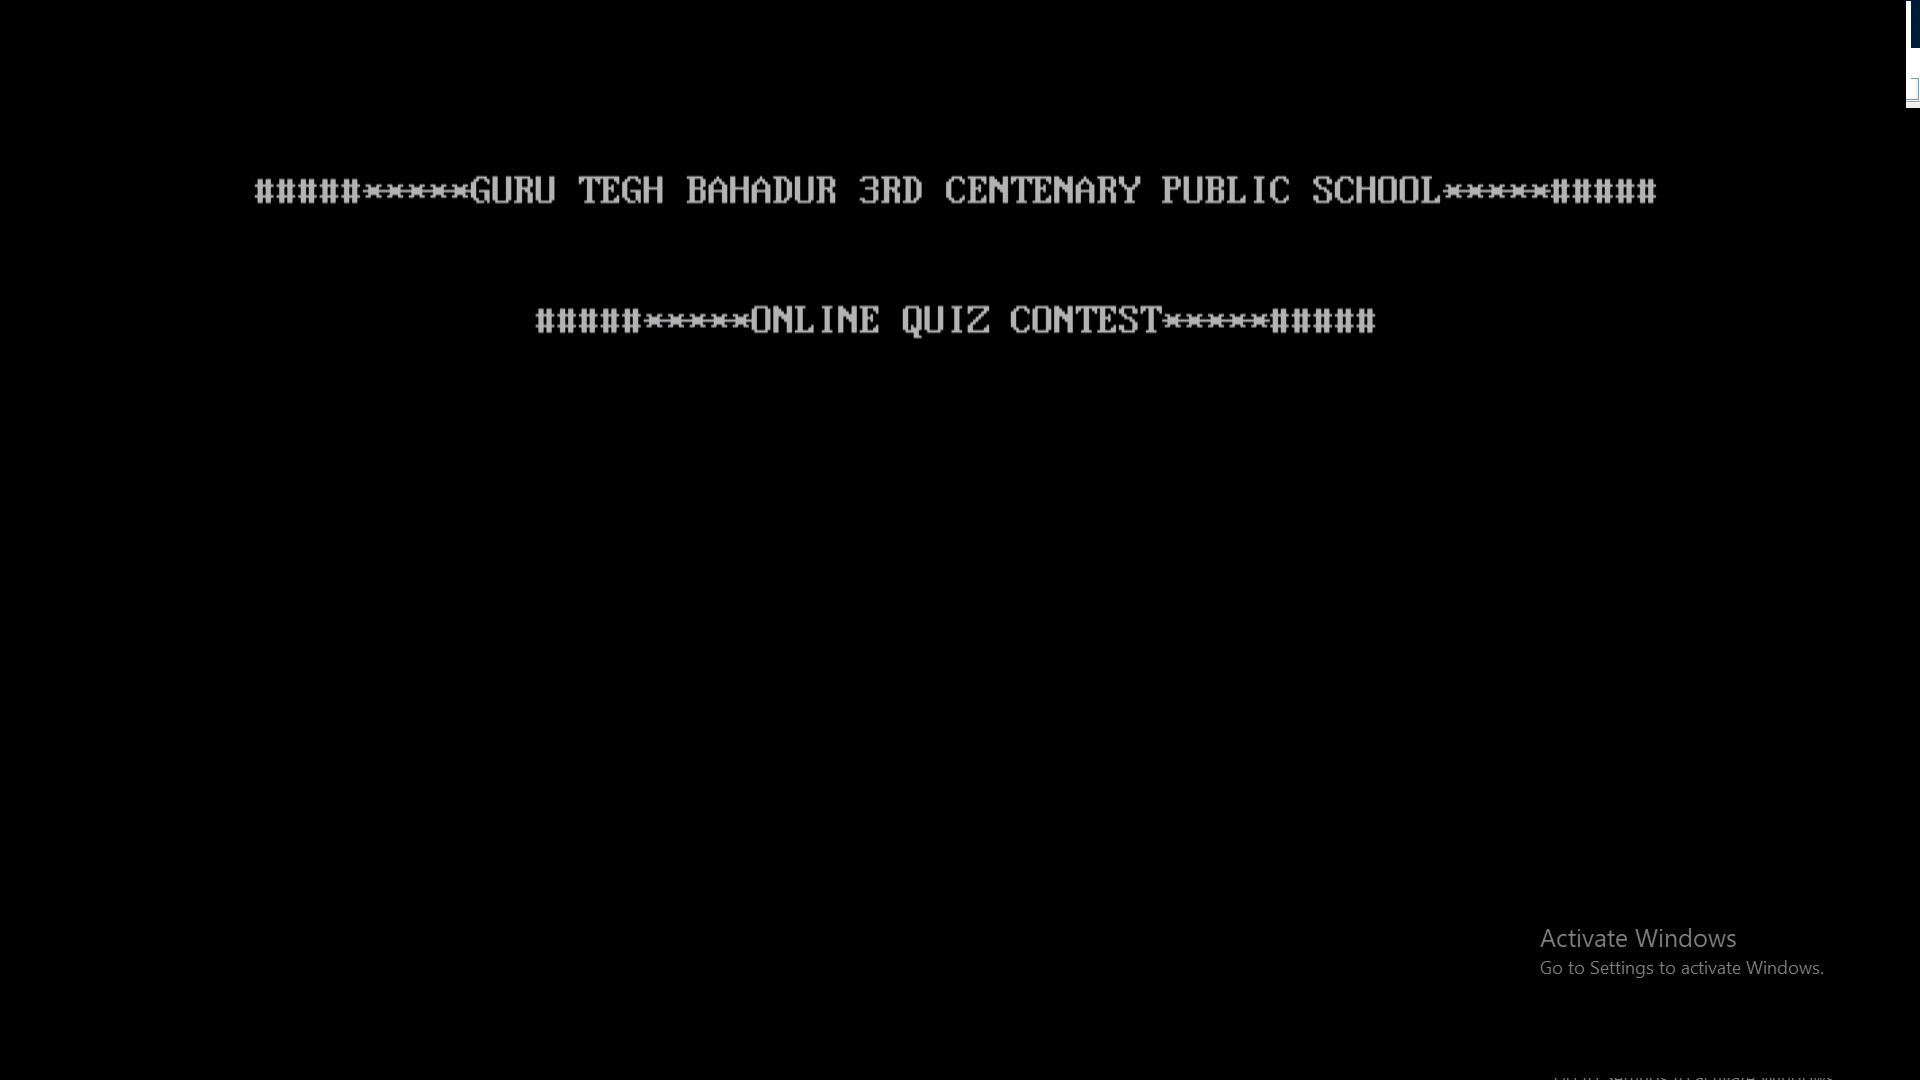 #####*****GURU TEGH BAHADUR 3RD CENTENARY PUBLIC SCHOOL*****#####
#####*****ONLINE QUIZ CONTEST*****#####
Activate Windows
Go to Settings to activate Windows.